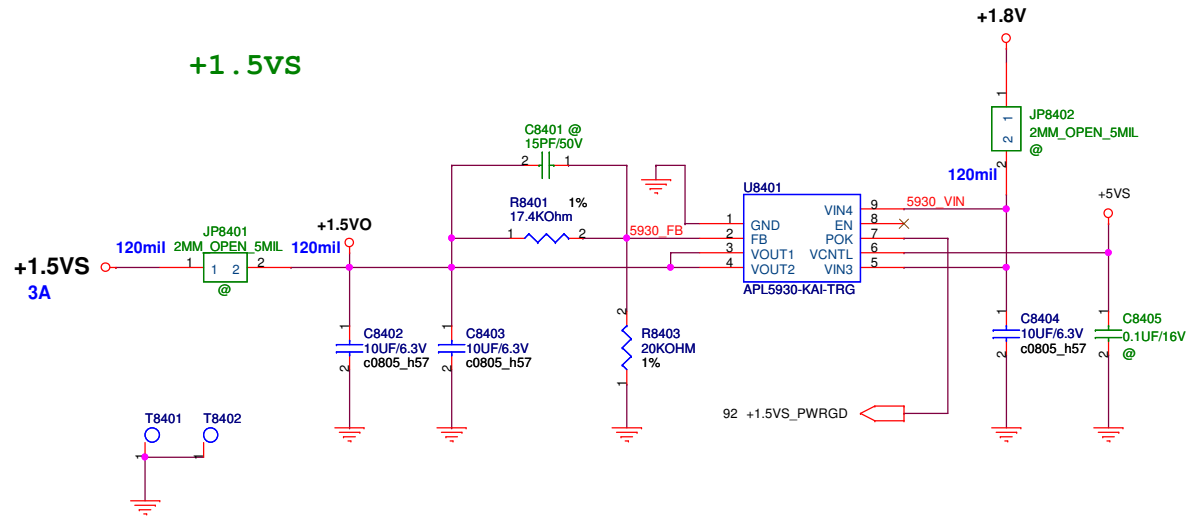 +1.8V
+1.5VS
1
JP8402
1
2MM_OPEN_5MIL
2
@
2
C8401 @
15PF/50V
2
1
120mil
+5VS
R8401
1%
17.4KOhm
U8401
+1.5VO
5930_FB
1
2
1
GND
VIN4
9
5930_VIN
2
FB
EN
8
3
VOUT1
POK
7
4
VOUT2
VCNTL
6
VIN3
5
APL5930-KAI-TRG
JP8401
120mil
2MM_OPEN_5MIL
120mil
+1.5VS
1
1
2
2
3A
@
1
C8402
10UF/6.3V
c0805_h57
2
1
C8403
10UF/6.3V
c0805_h57
2
2
R8403
20KOHM
1%
1
1
C8404
10UF/6.3V
c0805_h57
2
1
C8405
0.1UF/16V
@
2
92 +1.5VS_PWRGD
T8401
T8402
1
1